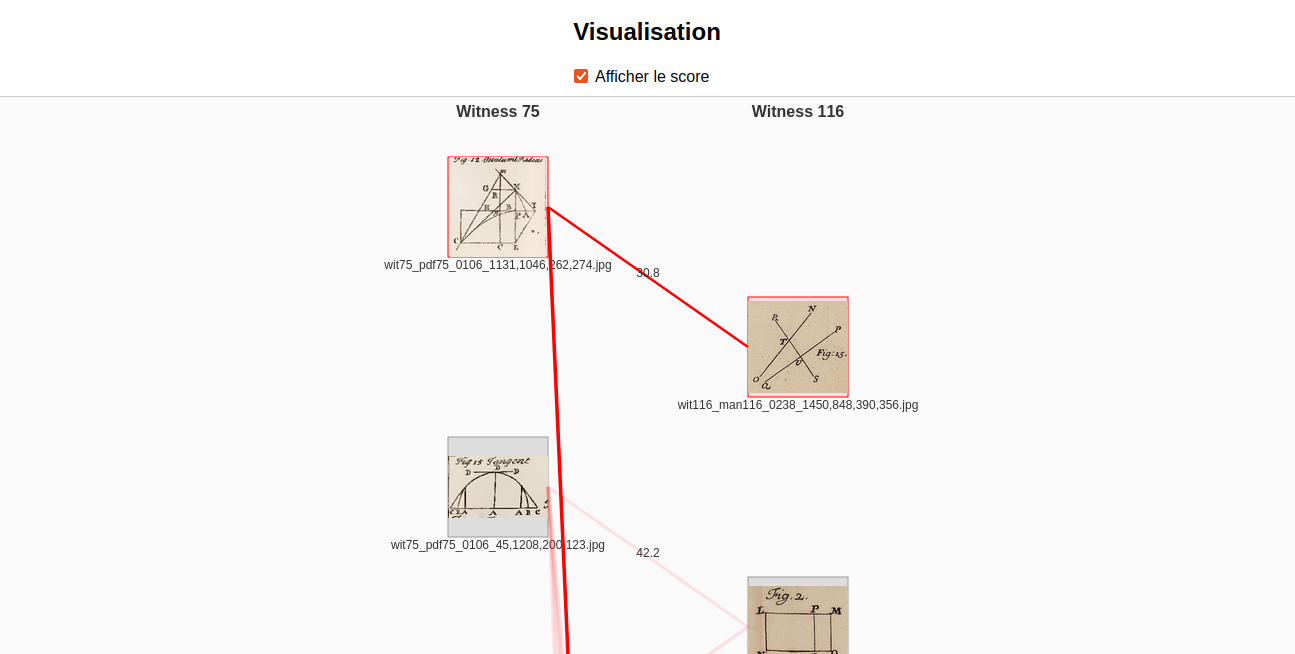 Visualisation
Afficher le score
Witness 75
Witness 116
Fig. 12.
G
M
R
H
B
I
P A
C
C
E
wit75_pdf75_0106_1131,1046,262,274.jpg
30.8
R
N
P
T
Fig: 15.
U
O
Q
S
wit116_man116_0238_1450,848,390,356.jpg
Fig 15 Tangent
D D D
C E A A A B C
wit75_pdf75_0106_45,1208,200,123.jpg
42.2
Fig. 2.
L P M